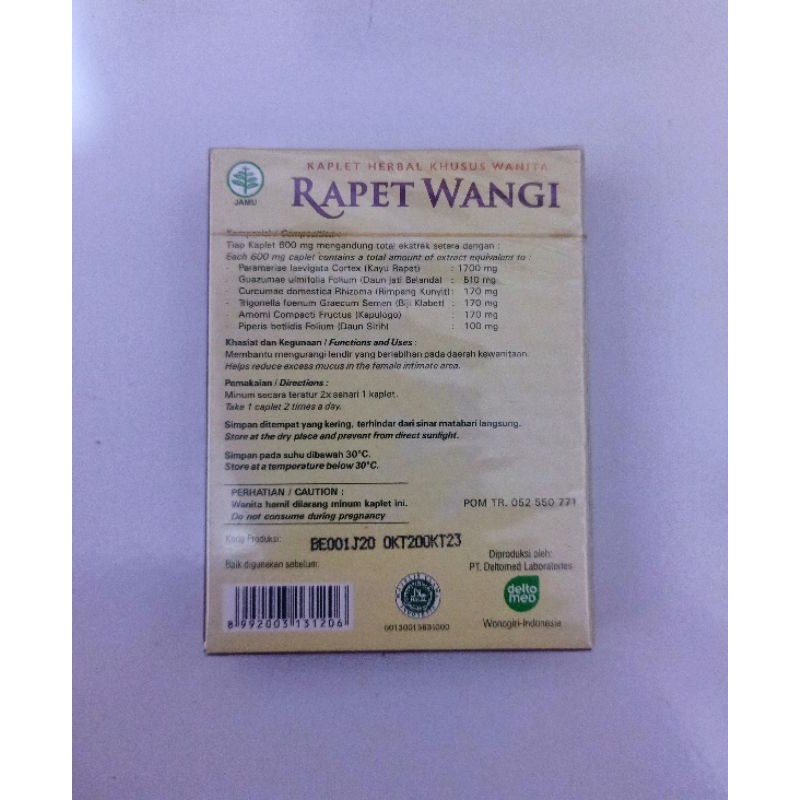 KAPLET HERBAL KHUSUS WANITA
RAPET WANGI
JAMU
Komposisi / Composition :
Tiap Kaplet 600 mg mengandung total ekstrak setara dengan :
Each 600 mg caplet contains a total amount of extract equivalent to :
- Parameriae laevigata Cortex (Kayu Rapet) : 1700 mg
- Guazumae ulmifolia Folium (Daun jati Belanda) : 510 mg
- Curcumae domestica Rhizoma (Rimpang Kunyit) : 170 mg
- Trigonella foenum Graecum Semen (Biji Klabet) : 170 mg
- Amomi Compacti Fructus (Kapulogo) : 170 mg
- Piperis betlidis Folium (Daun Sirih) : 100 mg
Khasiat dan Kegunaan / Functions and Uses :
Membantu mengurangi lendir yang berlebihan pada daerah kewanitaan.
Helps reduce excess mucus in the female intimate area.
Pemakaian / Directions :
Minum secara teratur 2x sehari 1 kaplet.
Take 1 caplet 2 times a day.
Simpan ditempat yang kering, terhindar dari sinar matahari langsung.
Store at the dry place and prevent from direct sunlight.
Simpan pada suhu dibawah 30°C.
Store at a temperature below 30°C.
PERHATIAN / CAUTION :
Wanita hamil dilarang minum kaplet ini.
Do not consume during pregnancy
POM TR. 052 550 771
Kode Produksi:
BE001J20 OKT20OKT23
Baik digunakan sebelum:
Diproduksi oleh:
PT. Deltomed Laboratories
delto
MED
Wonogiri-Indonesia
8 992003 131206